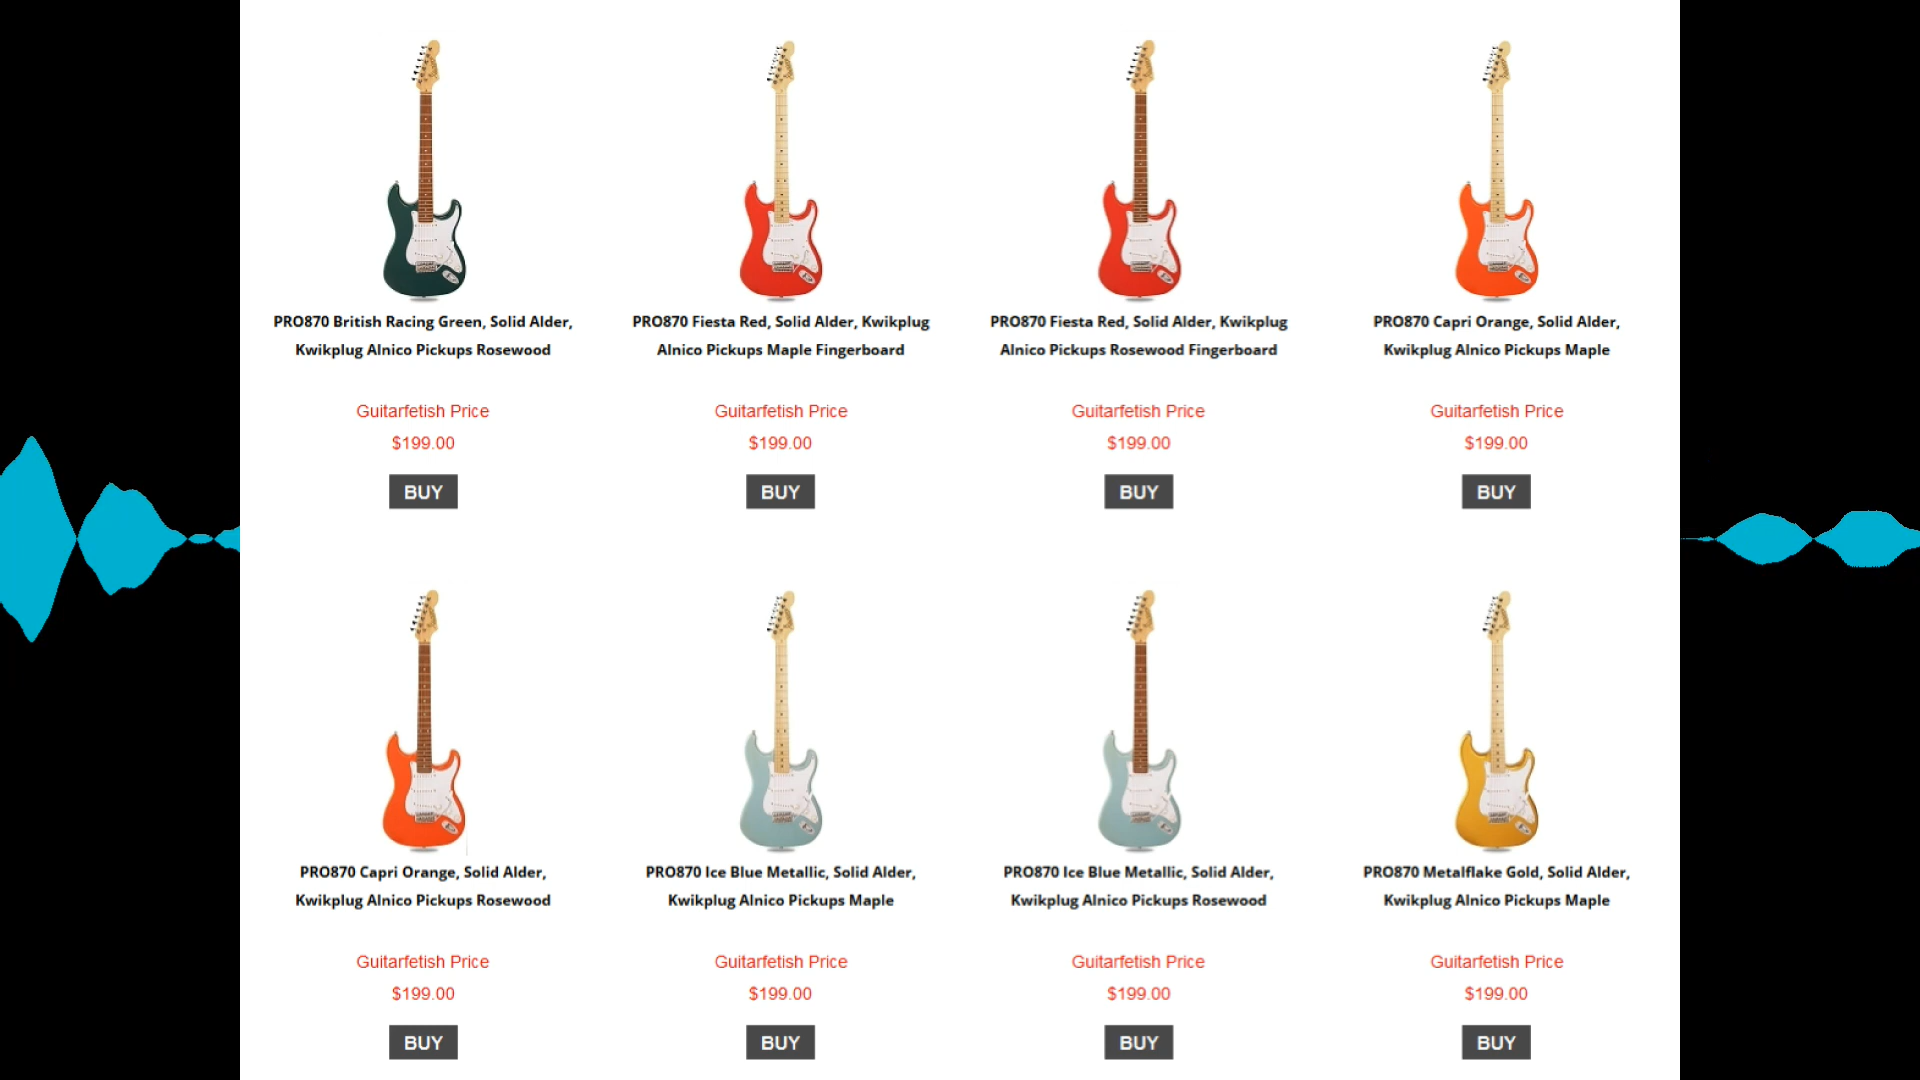 PRO870 British Racing Green, Solid Alder,
Kwikplug Alnico Pickups Rosewood
Guitarfetish Price
$199.00
BUY
PRO870 Fiesta Red, Solid Alder, Kwikplug
Alnico Pickups Maple Fingerboard
Guitarfetish Price
$199.00
BUY
PRO870 Fiesta Red, Solid Alder, Kwikplug
Alnico Pickups Rosewood Fingerboard
Guitarfetish Price
$199.00
BUY
PRO870 Capri Orange, Solid Alder,
Kwikplug Alnico Pickups Maple
Guitarfetish Price
$199.00
BUY
PRO870 Capri Orange, Solid Alder,
Kwikplug Alnico Pickups Rosewood
Guitarfetish Price
$199.00
BUY
PRO870 Ice Blue Metallic, Solid Alder,
Kwikplug Alnico Pickups Maple
Guitarfetish Price
$199.00
BUY
PRO870 Ice Blue Metallic, Solid Alder,
Kwikplug Alnico Pickups Rosewood
Guitarfetish Price
$199.00
BUY
PRO870 Metalflake Gold, Solid Alder,
Kwikplug Alnico Pickups Maple
Guitarfetish Price
$199.00
BUY